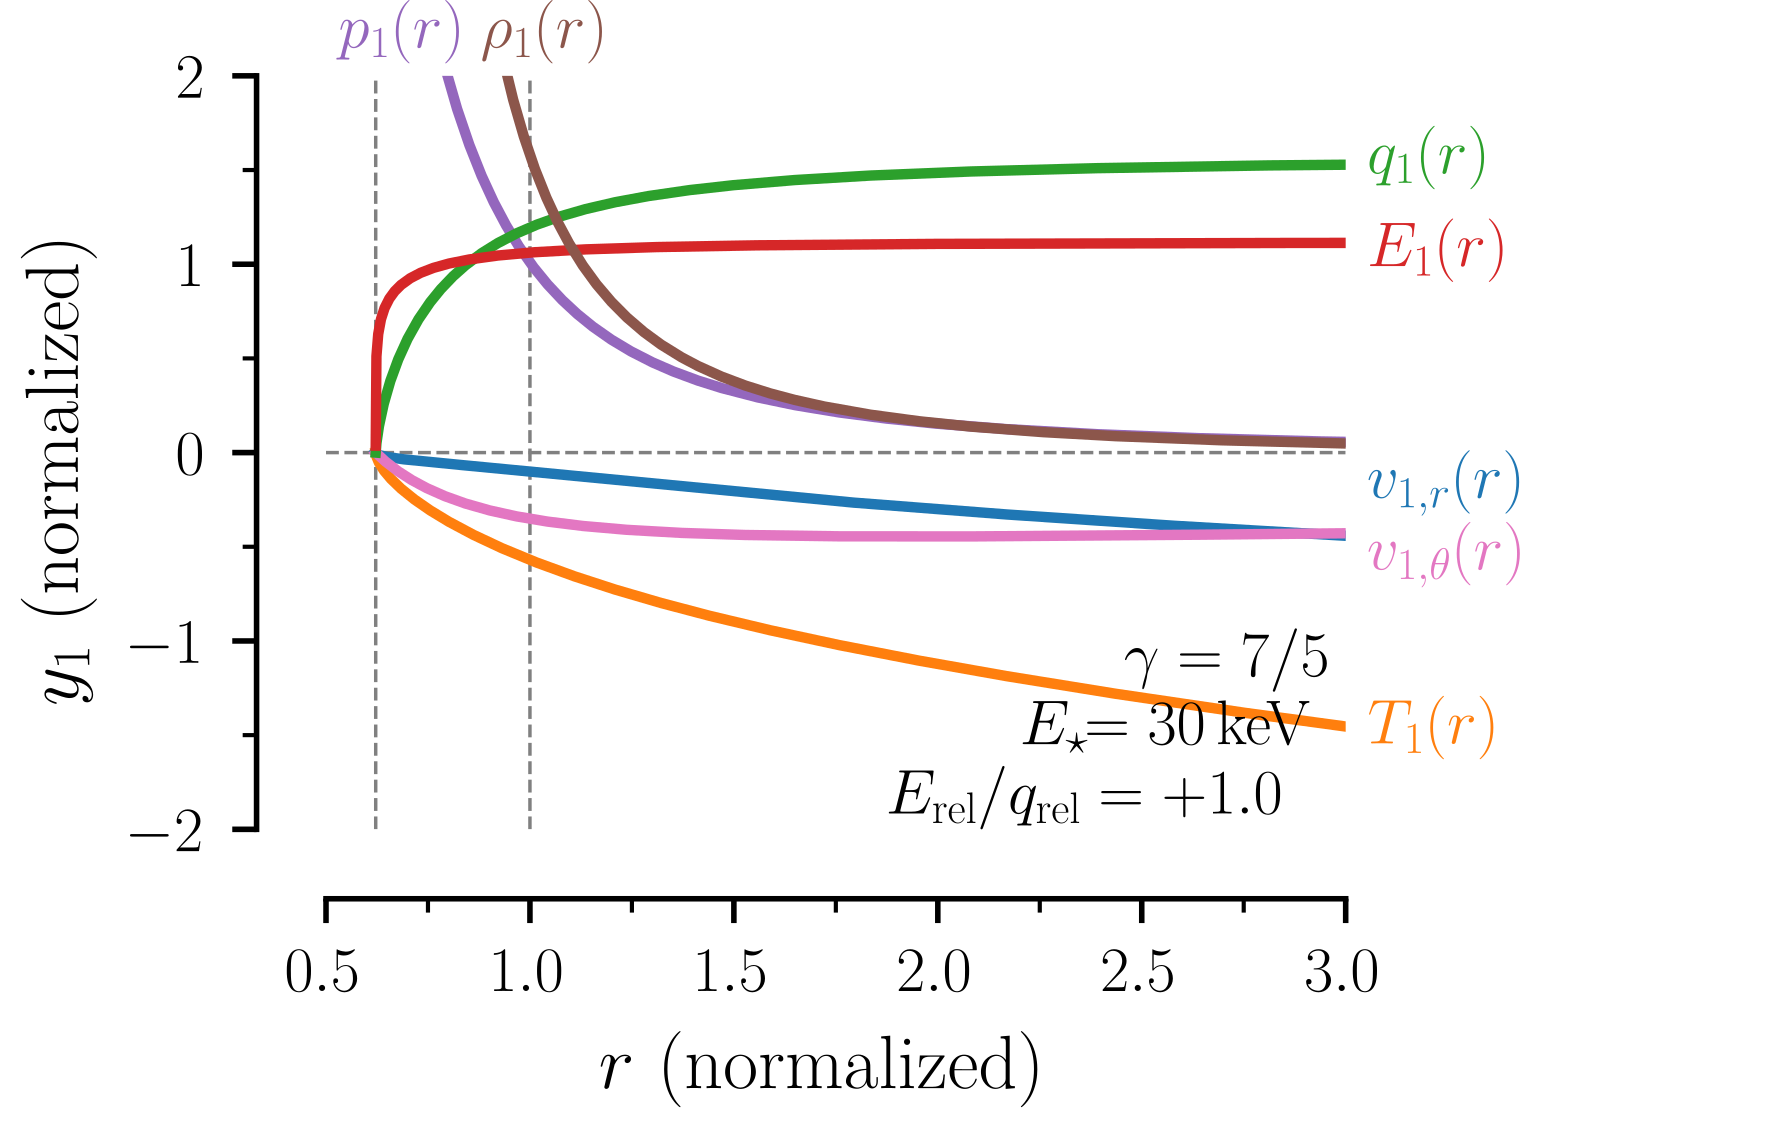 p₁(r) ρ₁(r)
2
1
0
−1
−2
y₁ (normalized)
q₁(r)
E₁(r)
v₁,ᵣ(r)
v₁,θ(r)
T₁(r)
γ = 7/5
E⋆= 30 keV
E_rel/q_rel = +1.0
0.5 1.0 1.5 2.0 2.5 3.0
r (normalized)